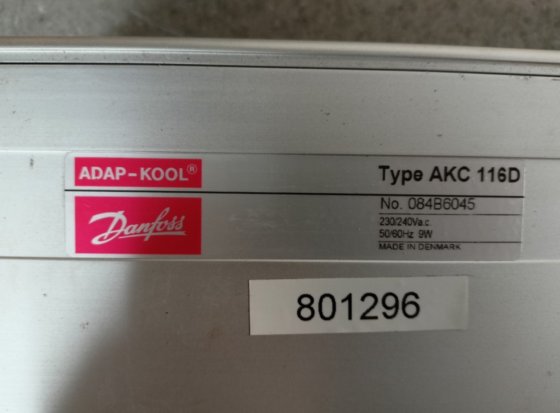 ADAP-KOOL®
Type AKC 116D
Danfoss
No. 084B6045
230/240Va.c.
50/60Hz 9W
MADE IN DENMARK
801296